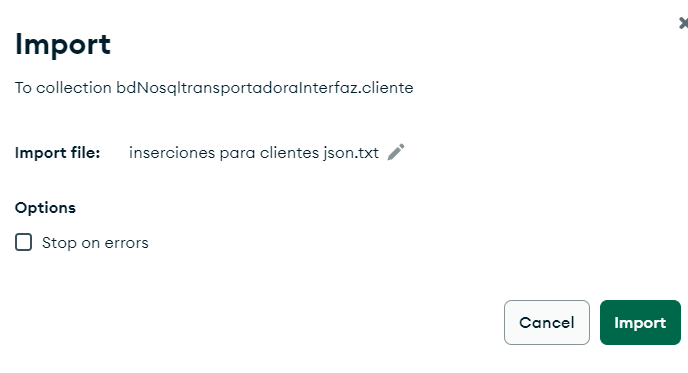 Import
To collection bdNosqltransportadoraInterfaz.cliente
Import file: inserciones para clientes json.txt
Options
Stop on errors
Cancel Import